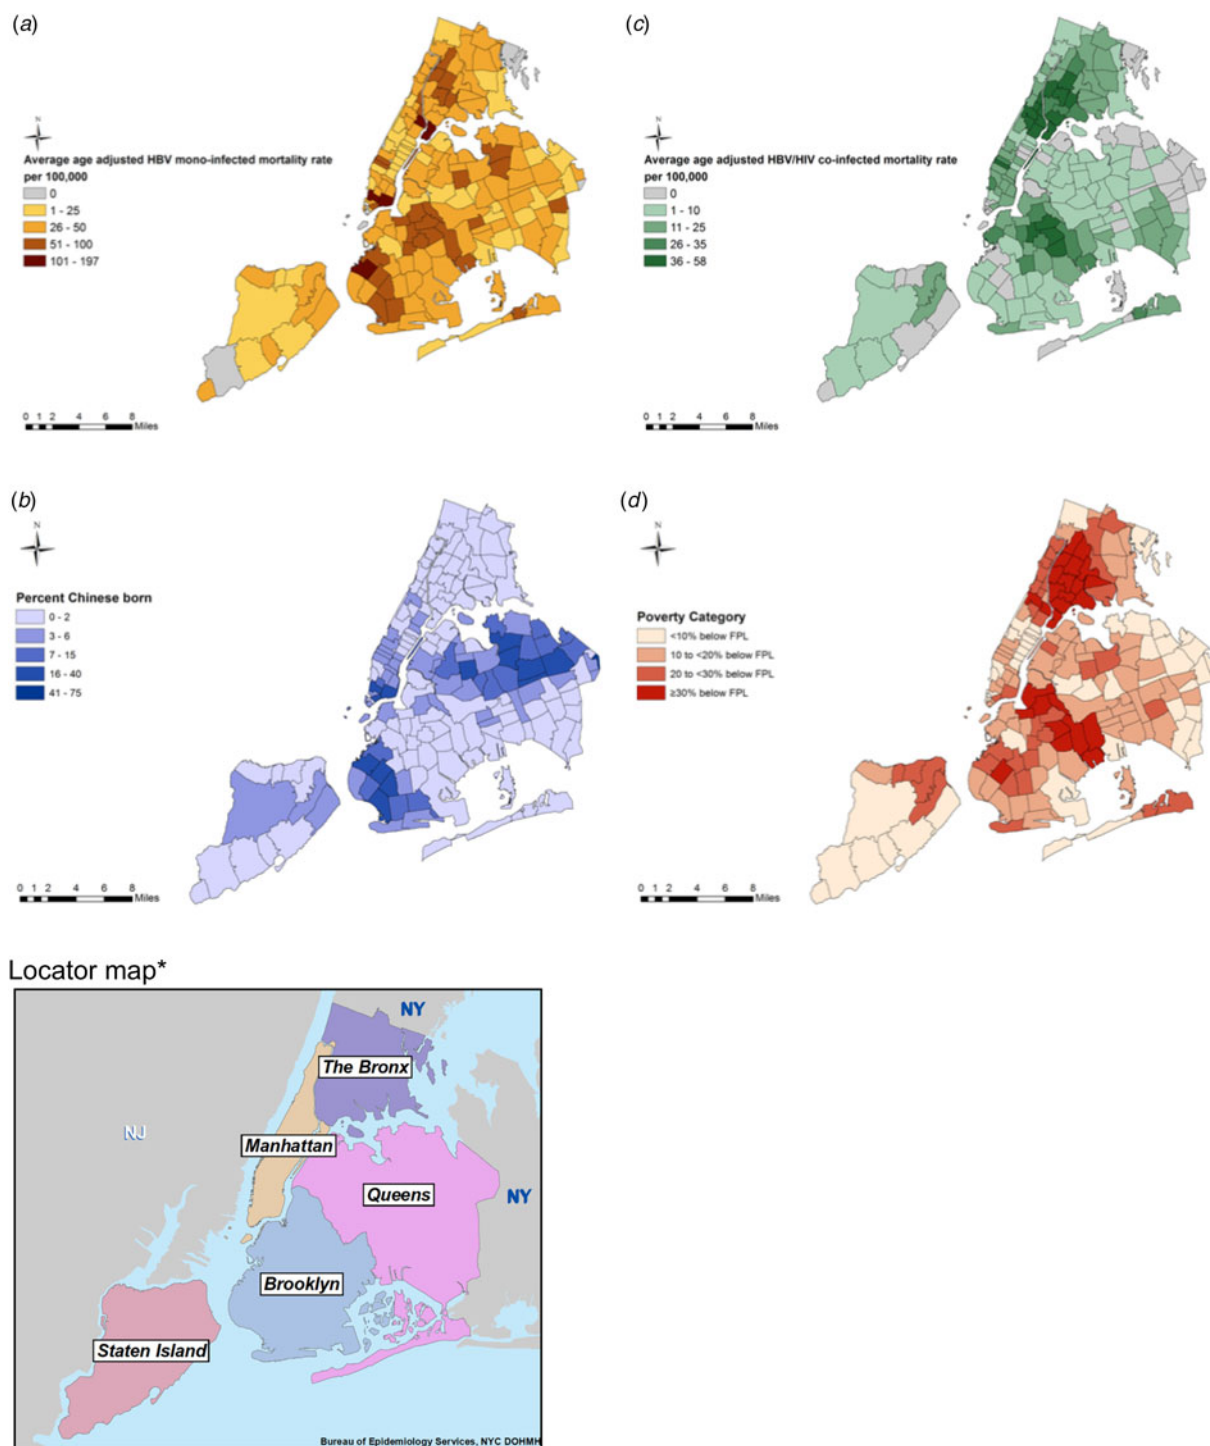 (a)
N
Average age adjusted HBV mono-infected mortality rate
per 100,000
0
1 - 25
26 - 50
51 - 100
101 - 197
0 1 2 4 6 8
Miles
(c)
N
Average age adjusted HBV/HIV co-infected mortality rate
per 100,000
0
1 - 10
11 - 25
26 - 35
36 - 58
0 1 2 4 6 8
Miles
(b)
N
Percent Chinese born
0 - 2
3 - 6
7 - 15
16 - 40
41 - 75
0 1 2 4 6 8
Miles
(d)
N
Poverty Category
<10% below FPL
10 to <20% below FPL
20 to <30% below FPL
≥30% below FPL
0 1 2 4 6 8
Miles
Locator map*
NY
NY
The Bronx
NJ
Manhattan
Queens
NY
Brooklyn
Staten Island
Bureau of Epidemiology Services, NYC DOHMH